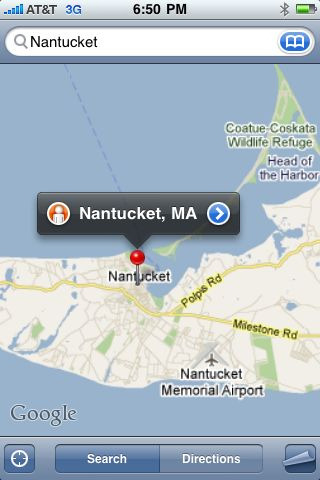 AT&T 3G 6:50 PM
Nantucket
Coatue-Coskata
Wildlife Refuge
Head of
the Harbor
Nantucket, MA
Nantucket
Polpis Rd
Milestone Rd
Nantucket
Memorial Airport
Google
Search Directions